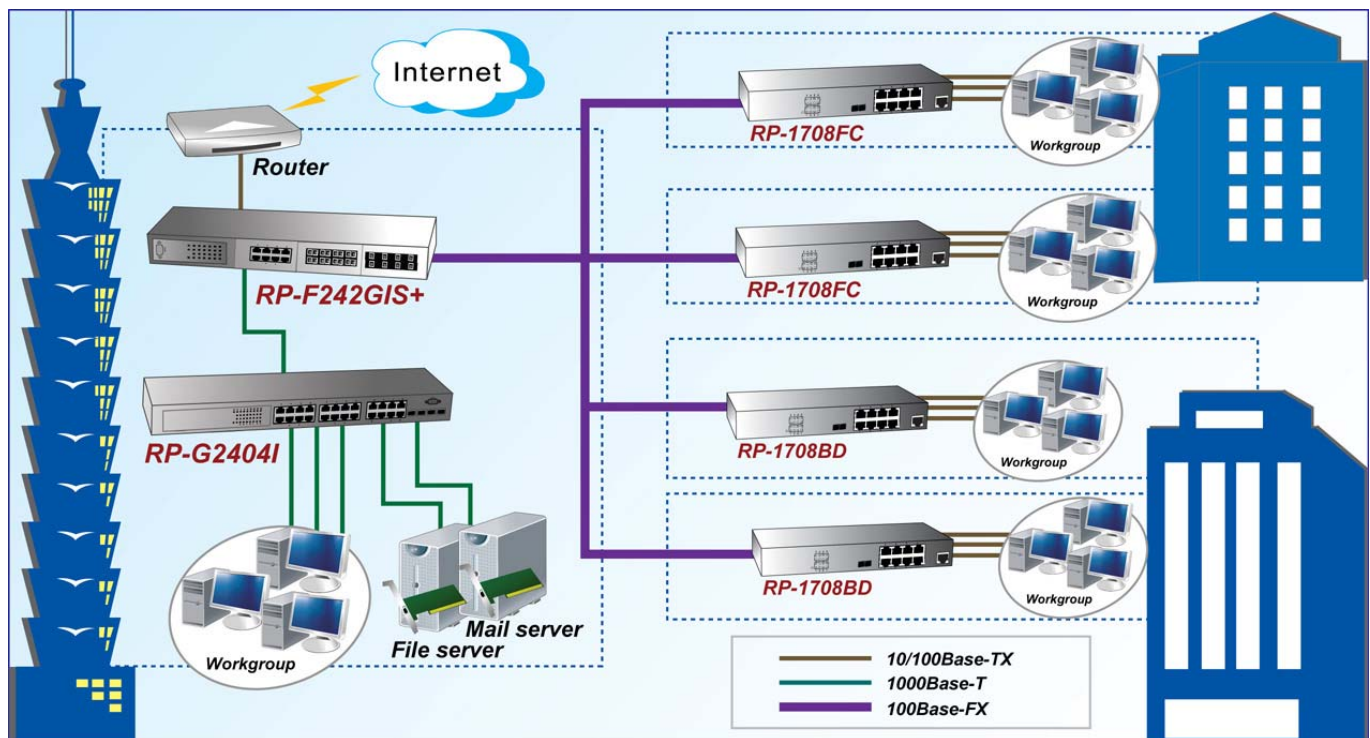 Internet
Router
RP-F242GIS+
RP-G2404I
Workgroup
File server
Mail server
RP-1708FC
Workgroup
RP-1708FC
Workgroup
RP-1708BD
Workgroup
RP-1708BD
Workgroup
10/100Base-TX
1000Base-T
100Base-FX